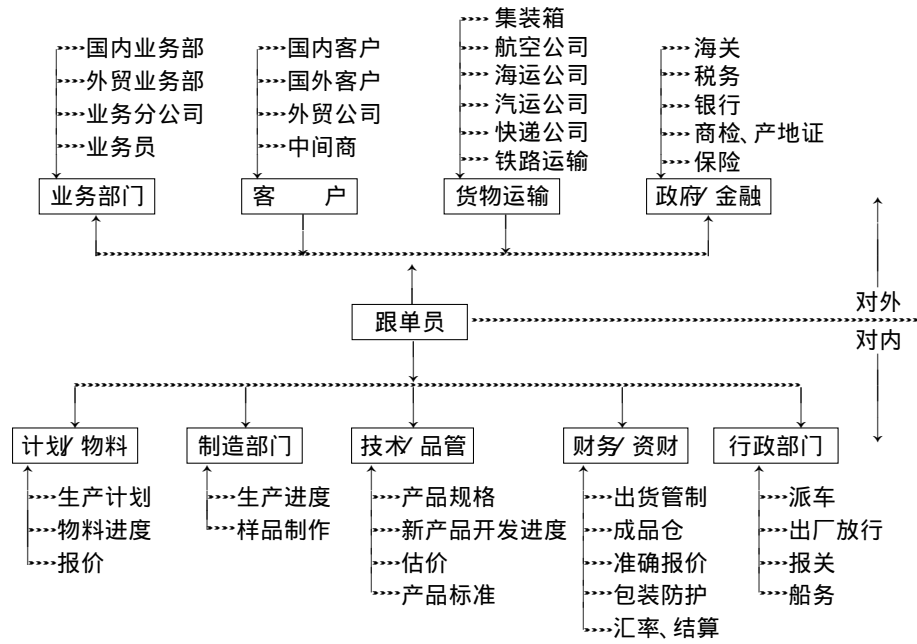 国内业务部
外贸业务部
业务分公司
业务员
业务部门
国内客户
国外客户
外贸公司
中间商
客 户
集装箱
航空公司
海运公司
汽运公司
快递公司
铁路运输
货物运输
海关
税务
银行
商检、产地证
保险
政府/金融
对外
跟单员
对内
计划/物料
生产计划
物料进度
报价
制造部门
生产进度
样品制作
技术/品管
产品规格
新产品开发进度
估价
产品标准
财务/资财
出货管制
成品仓
准确报价
包装防护
汇率、结算
行政部门
派车
出厂放行
报关
船务